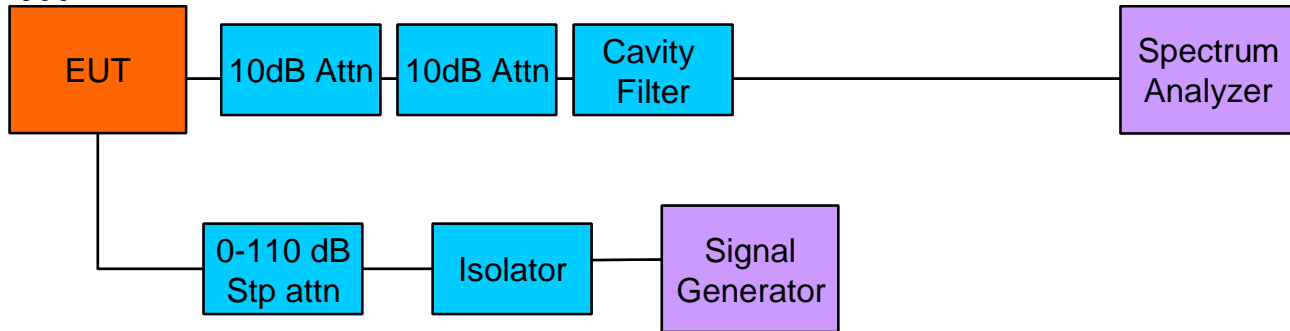 EUT
10dB Attn
10dB Attn
Cavity
Filter
Spectrum
Analyzer
0-110 dB
Stp attn
Isolator
Signal
Generator